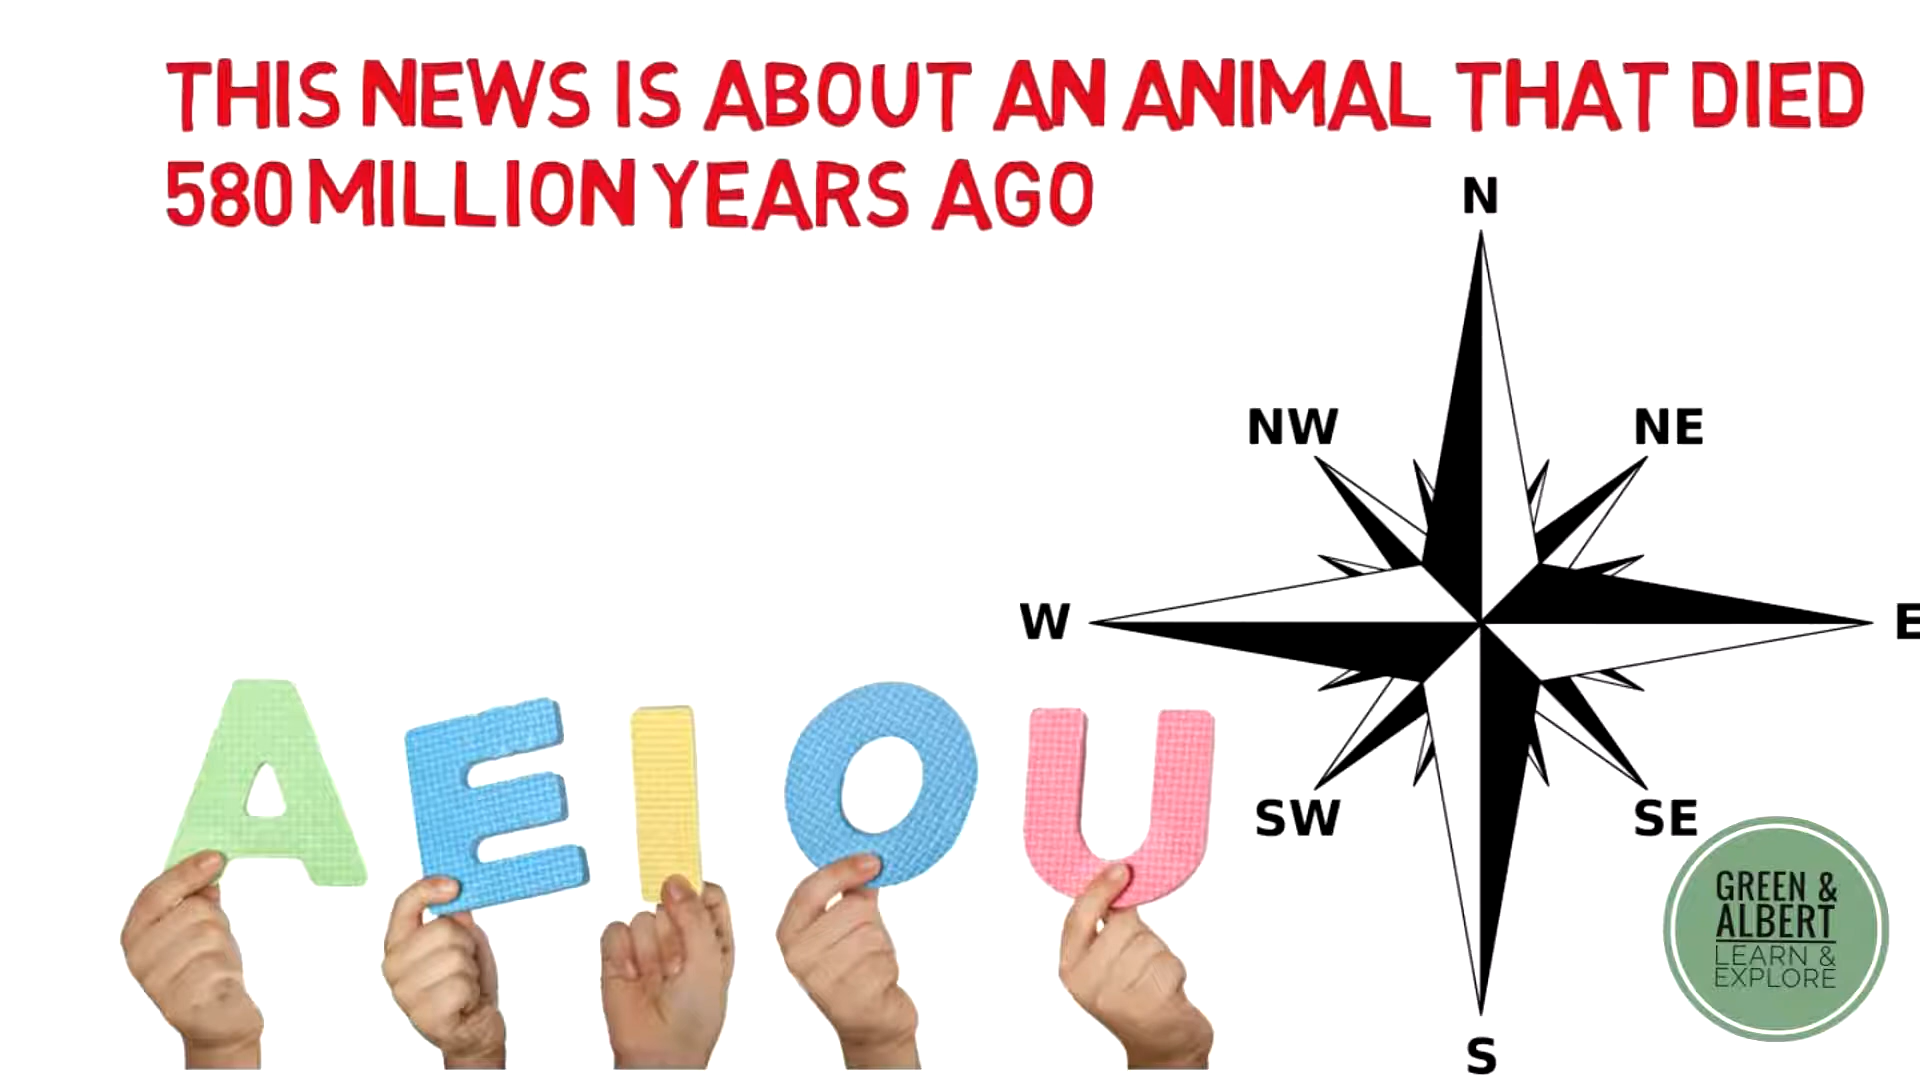 THIS NEWS IS ABOUT AN ANIMAL THAT DIED
580 MILLION YEARS AGO
N
NW
NE
W
E
A E I O U
SW
SE
S
GREEN &
ALBERT
LEARN &
EXPLORE